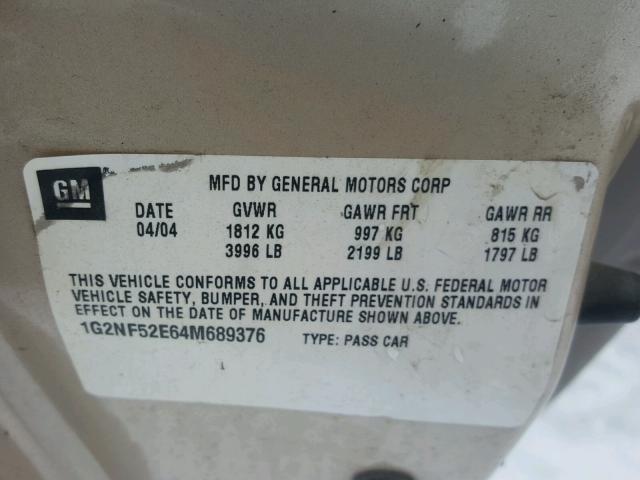 GM
MFD BY GENERAL MOTORS CORP
DATE GVWR GAWR FRT GAWR RR
04/04 1812 KG 997 KG 815 KG
3996 LB 2199 LB 1797 LB
THIS VEHICLE CONFORMS TO ALL APPLICABLE U.S. FEDERAL MOTOR
VEHICLE SAFETY, BUMPER, AND THEFT PREVENTION STANDARDS IN
EFFECT ON THE DATE OF MANUFACTURE SHOWN ABOVE.
1G2NF52E64M689376 TYPE: PASS CAR